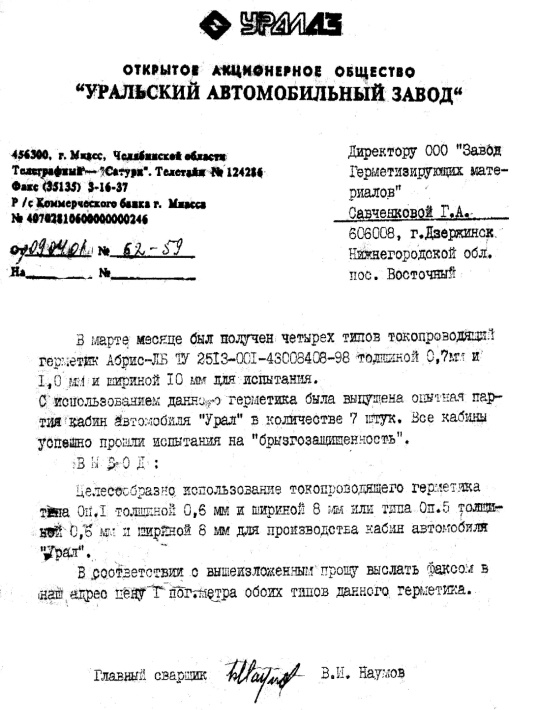 УРАЛАЗ
ОТКРЫТОЕ АКЦИОНЕРНОЕ ОБЩЕСТВО
"УРАЛЬСКИЙ АВТОМОБИЛЬНЫЙ ЗАВОД"
456300, г. Миасс, Челябинской области
Телеграфный — "Сатурн". Телетайп № 124286
Факс (35135) 3-16-37
Р/с Коммерческого банка г. Миасса
№ 40702810600000000246
От 09.04.01 № 62-59
На № 
Директору ООО "Завод
Герметизирующих мате-
риалов"
Савченковой Г.А.
606008, г.Дзержинск
Нижнегородской обл.
пос. Восточный
В марте месяце был получен четырех типов токопроводящий
герметик Абрис-ЛБ ТУ 2513-001-43008408-98 толщиной 0,7мм и
1,0 мм и шириной 10 мм для испытания.
С использованием данного герметика была выпущена опытная пар-
тия кабин автомобиля "Урал" в количестве 7 штук. Все кабины
успешно прошли испытания на "брызгозащищенность".
ВЫВОД:
Целесообразно использование токопроводящего герметика
типа Оп.1 толщиной 0,6 мм и шириной 8 мм или типа Оп.5 толщи-
ной 0,6 мм и шириной 8 мм для производства кабин автомобиля
"Урал".
В соответствии с вышеизложенным прошу выслать факсом в
наш адрес цену 1 пог.метра обоих типов данного герметика.
Главный сварщик В.И. Наумов